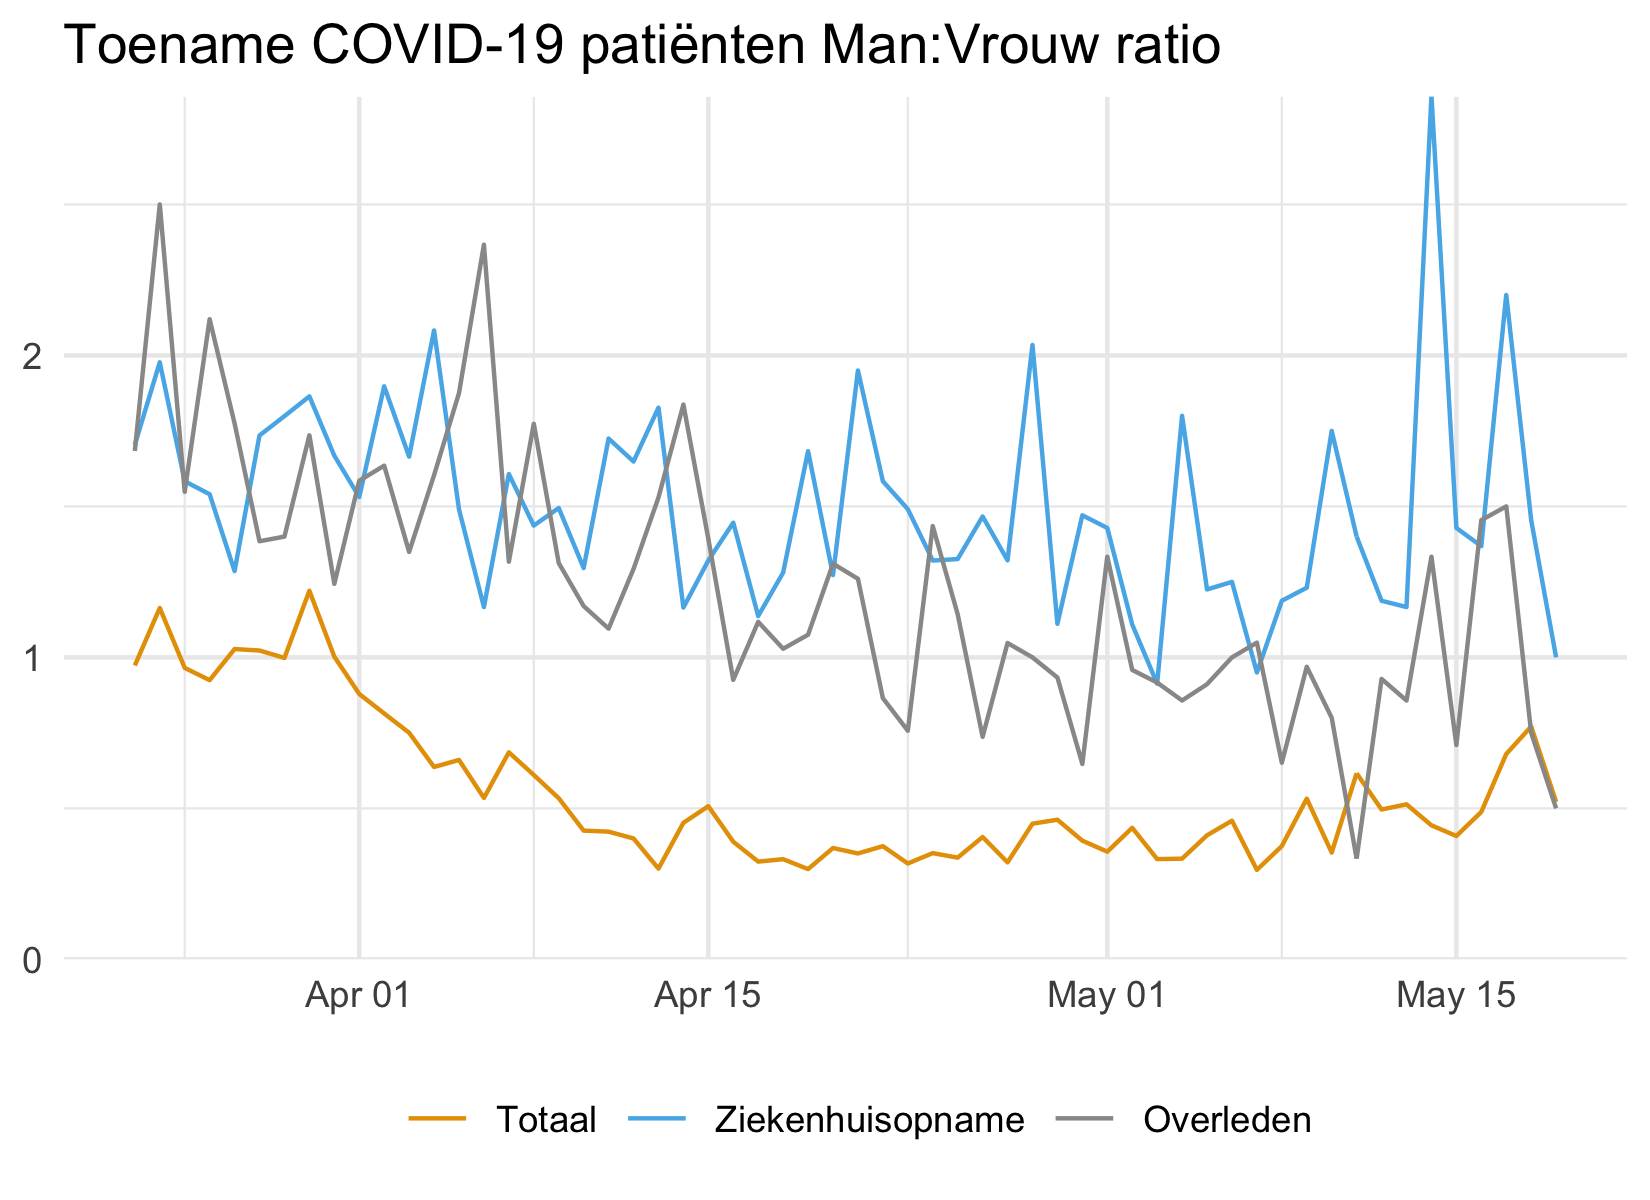 Toename COVID-19 patiënten Man:Vrouw ratio
2
1
0
Apr 01 Apr 15 May 01 May 15
Totaal Ziekenhuisopname Overleden